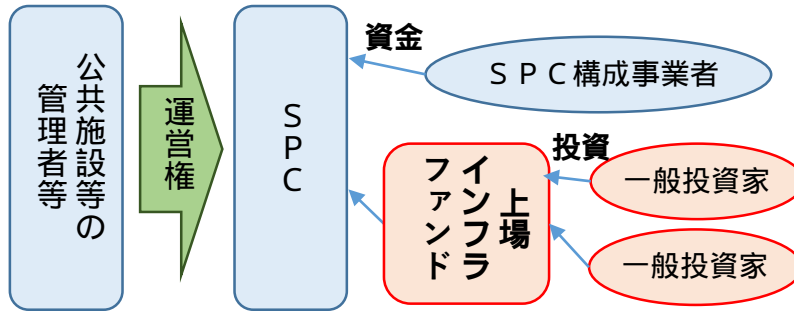 公共施設等の
管理者等
運営権
ＳＰＣ
資金
ＳＰＣ構成事業者
上場
インフラ
ファンド
投資
一般投資家
一般投資家